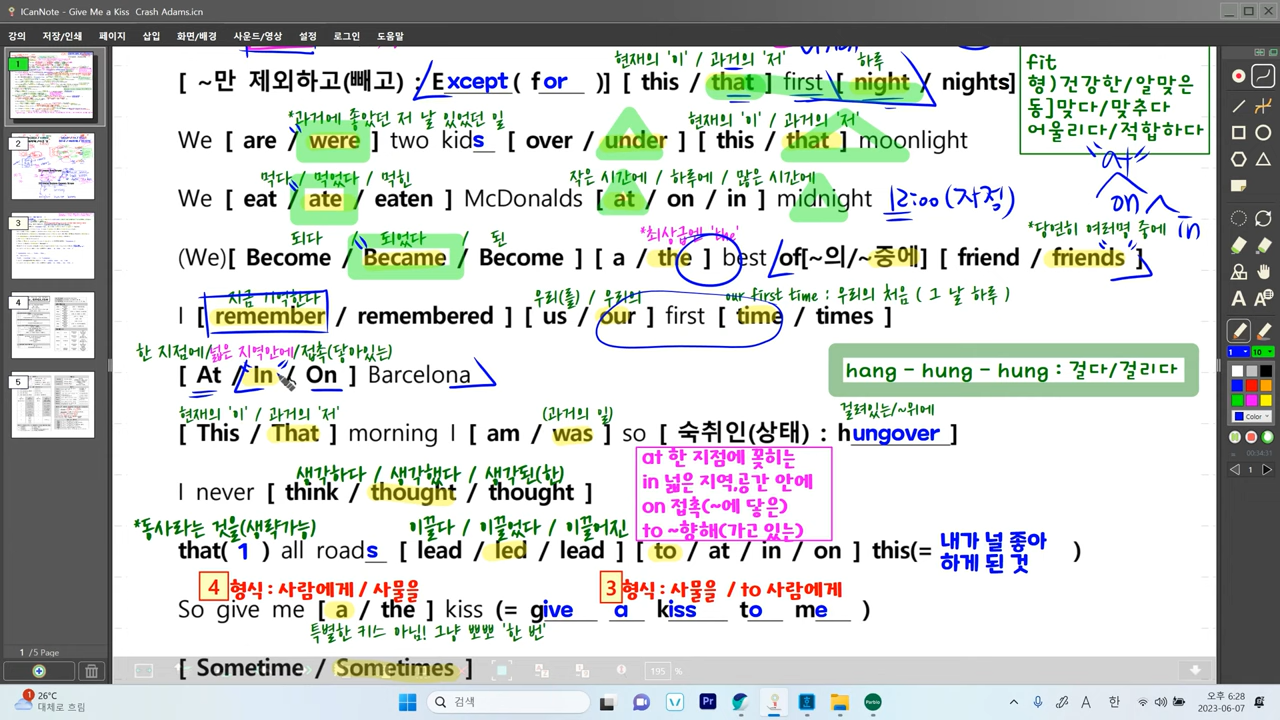 ICanNote - Give Me a Kiss Crash Adams.icn
강의 저장/인쇄 페이지 삽입 화면/배경 사운드/영상 설정 로그인 도움말
현재의 '이' / 과거의 '저' 하루
[ ~만 제외하고(빼고) : Except ( for )] [ this / that ] first [ night / nights]
fit
형) 건강한/알맞은
동] 맞다/맞추다
어울리다/적합하다
*과거에 좋았던 저 날 있었던 일 현재의 '이' / 과거의 '저'
We [ are / were ] two kids [ over / under ] [ this / that ] moonlight
at
on
in
먹다 / 먹었다 / 먹힌 작은 시간에 / 하루에 / 많은 시간에
We [ eat / ate / eaten ] McDonalds [ at / on / in ] midnight 12:00 (자정)
되다 / 되었다 / 된 *최상급엔 'the' *당연히 여러명 중에
(We)[ Become / Became / Become ] [ a / the ] best of[~의/~중에] [ friend / friends ]
지금 기억한다 우리(를) / 우리의 our first time : 우리의 처음 ( 그 날 하루 )
I [ remember / remembered ] [ us / our ] first [ time / times ]
한 지점에/넓은 지역안에/접촉(닿아있는)
[ At / In / On ] Barcelona
hang - hung - hung : 걸다/걸리다
현재의 '이' / 과거의 '저' (과거의 일) 걸려있는/~위에
[ This / That ] morning I [ am / was ] so [ 숙취인(상태) : hungover ]
at 한 지점에 꽂히는
in 넓은 지역,공간 안에
on 접촉(~에 닿은)
to ~향해(가고 있는)
생각하다 / 생각했다 / 생각된(한)
I never [ think / thought / thought ]
*동사라는 것을(생략가능) 이끌다 / 이끌었다 / 이끌어진
that( 1 ) all roads [ lead / led / lead ] [ to / at / in / on ] this(= 내가 널 좋아
하게 된 것 )
4 형식 : 사람에게 / 사물을 3 형식 : 사물을 / to 사람에게
So give me [ a / the ] kiss (= give a kiss to me )
특별한 키스 아님! 그냥 뽀뽀 '한 번'
[ Sometime / Sometimes ]
195 %
1 / 5 Page
1
2
3
4
5
1
10
Color
00:34:31
1
26°C
대체로 흐림
검색
Pr
A 한
오후 6:28
2023-06-07